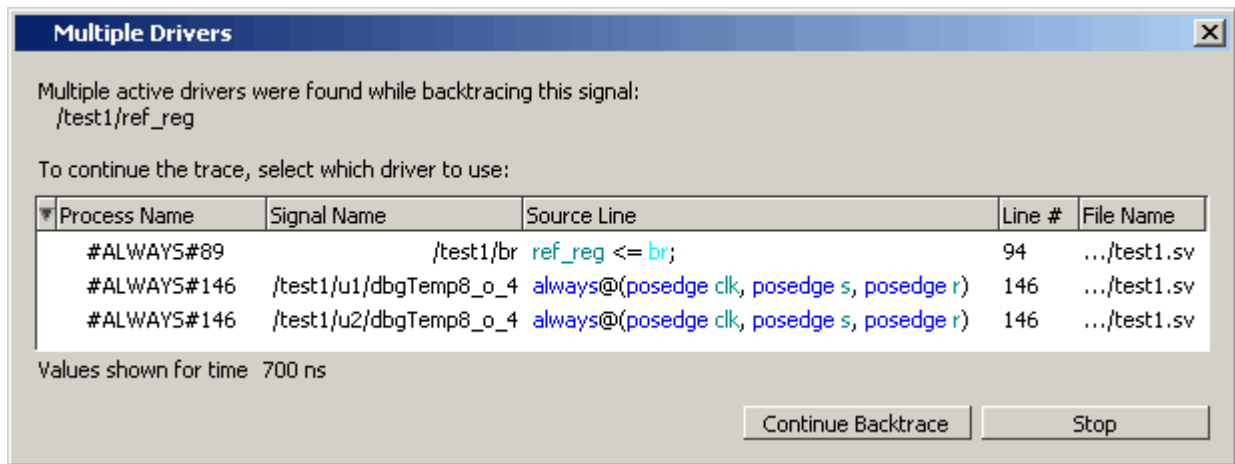 Multiple Drivers
Multiple active drivers were found while backtracing this signal:
/test1/ref_reg
To continue the trace, select which driver to use:
Process Name Signal Name Source Line Line # File Name
#ALWAYS#89 /test1/br ref_reg <= br; 94 .../test1.sv
#ALWAYS#146 /test1/u1/dbgTemp8_o_4 always@(posedge clk, posedge s, posedge r) 146 .../test1.sv
#ALWAYS#146 /test1/u2/dbgTemp8_o_4 always@(posedge clk, posedge s, posedge r) 146 .../test1.sv
Values shown for time 700 ns
Continue Backtrace Stop